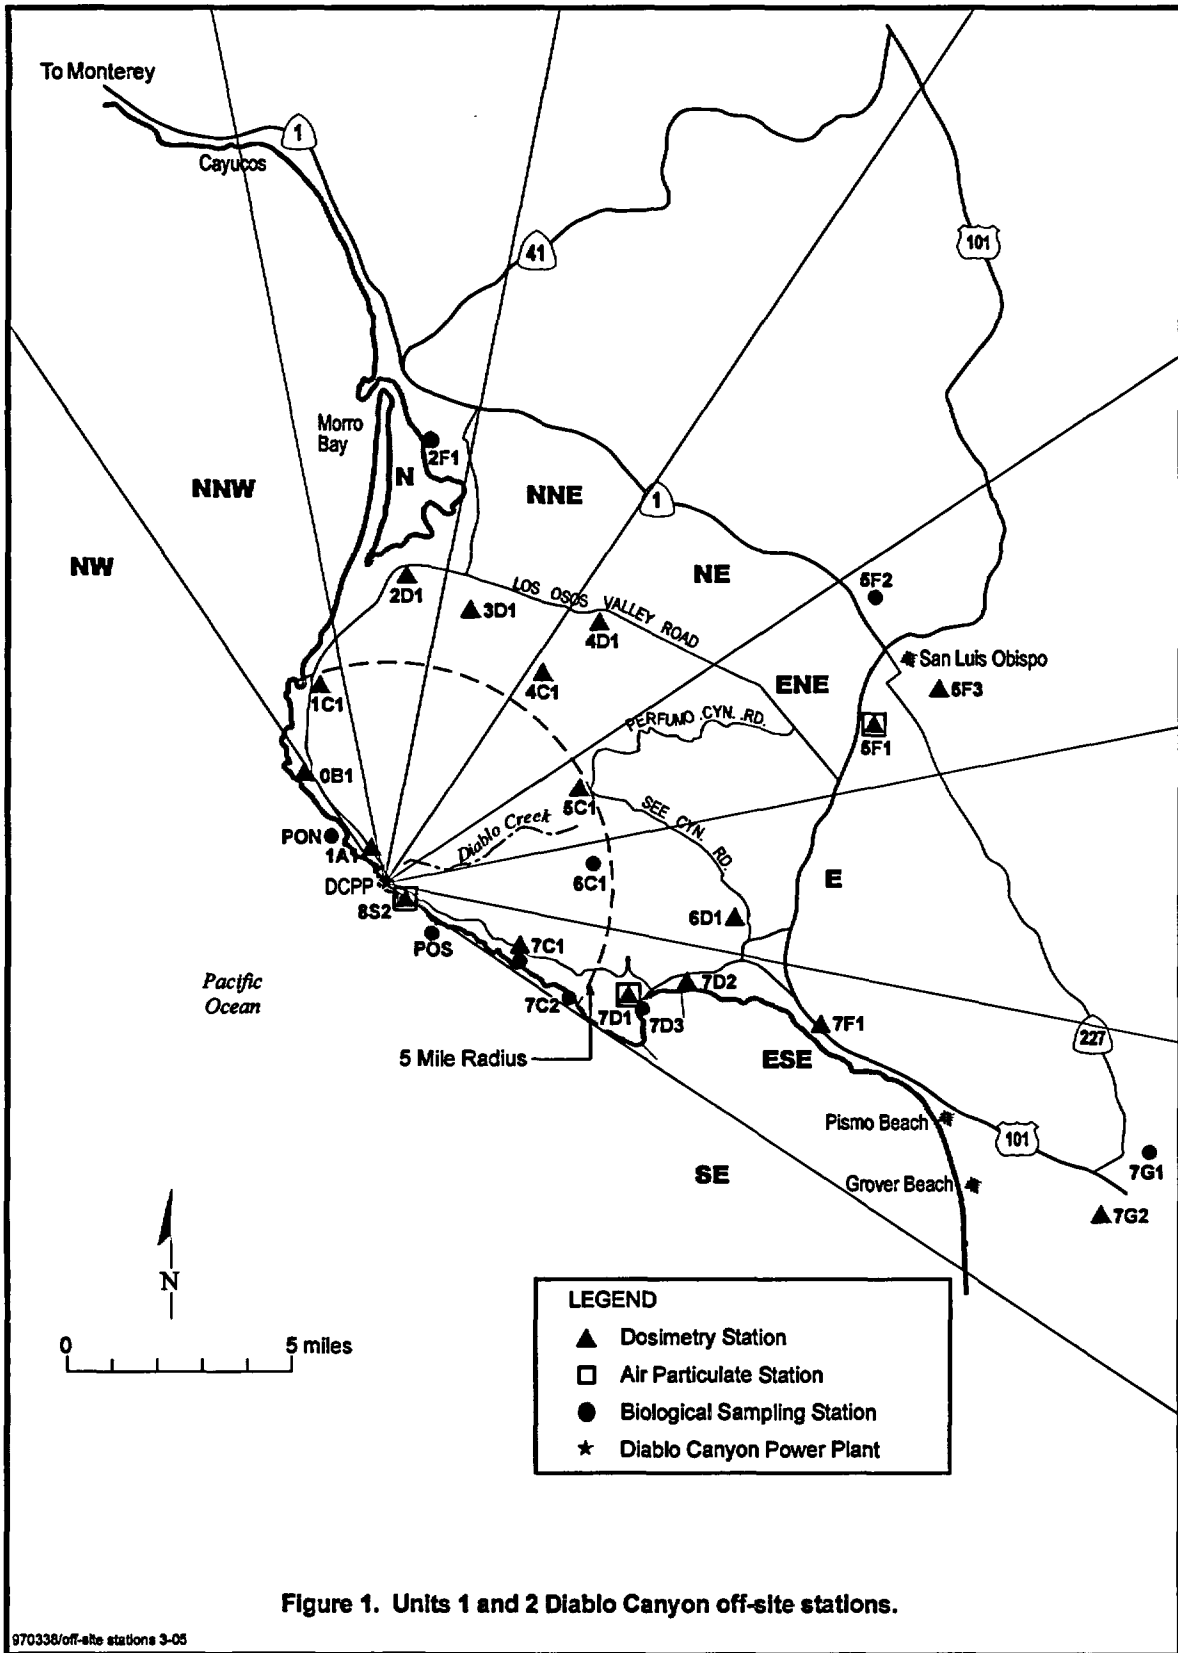 To Monterey
1
Cayucos
41
101
Morro
Bay
2F1
N
NNW
NNE
1
NW
NE
5F2
2D1
3D1
LOS OSOS VALLEY ROAD
4D1
San Luis Obispo
5F3
1C1
4C1
ENE
PERFUMO CYN. RD.
5F1
0B1
5C1
SEE CYN. RD.
PON
1A1
Diablo Creek
DCPP
6C1
E
8S2
6D1
POS
7C1
Pacific
Ocean
7C2
7D1
7D3
7D2
7F1
227
5 Mile Radius
ESE
Pismo Beach
101
SE
Grover Beach
7G1
7G2
N
0 5 miles
LEGEND
Dosimetry Station
Air Particulate Station
Biological Sampling Station
Diablo Canyon Power Plant
Figure 1. Units 1 and 2 Diablo Canyon off-site stations.
970338/off-site stations 3-05